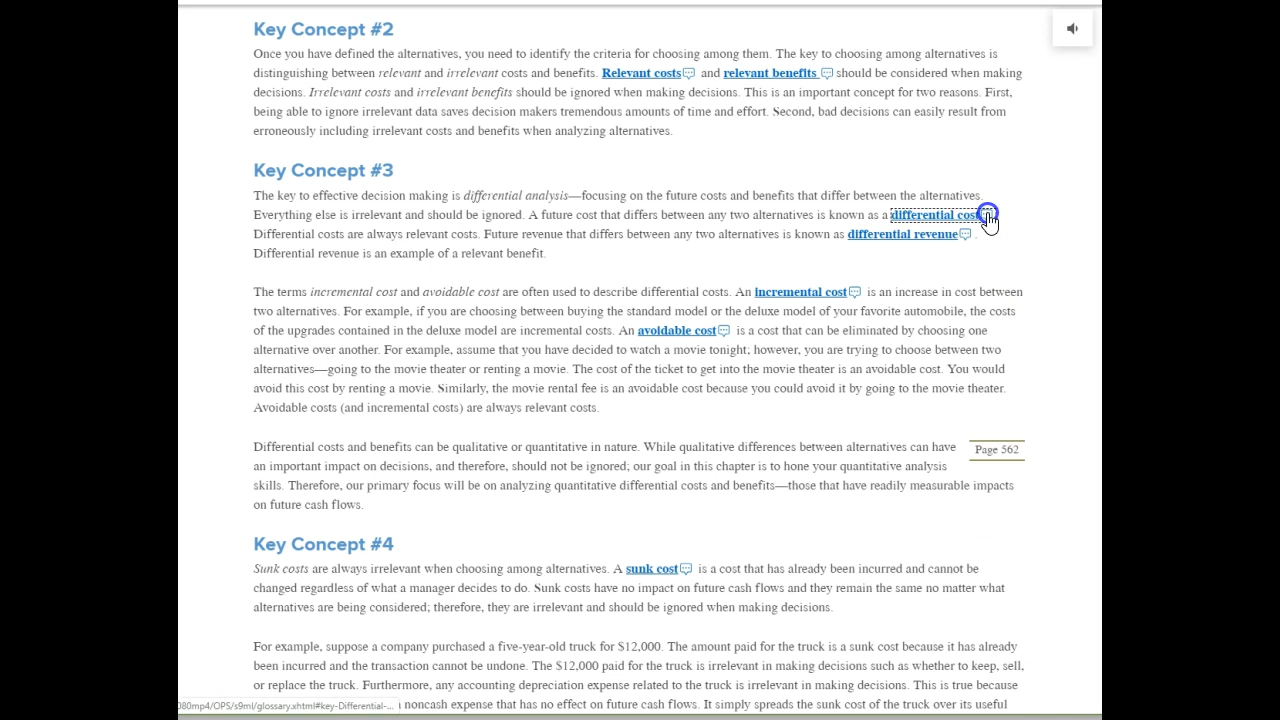 Key Concept #2
Once you have defined the alternatives, you need to identify the criteria for choosing among them. The key to choosing among alternatives is
distinguishing between relevant and irrelevant costs and benefits. Relevant costs and relevant benefits should be considered when making
decisions. Irrelevant costs and irrelevant benefits should be ignored when making decisions. This is an important concept for two reasons. First,
being able to ignore irrelevant data saves decision makers tremendous amounts of time and effort. Second, bad decisions can easily result from
erroneously including irrelevant costs and benefits when analyzing alternatives.
Key Concept #3
The key to effective decision making is differential analysis—focusing on the future costs and benefits that differ between the alternatives.
Everything else is irrelevant and should be ignored. A future cost that differs between any two alternatives is known as a differential cost
Differential costs are always relevant costs. Future revenue that differs between any two alternatives is known as differential revenue .
Differential revenue is an example of a relevant benefit.
The terms incremental cost and avoidable cost are often used to describe differential costs. An incremental cost is an increase in cost between
two alternatives. For example, if you are choosing between buying the standard model or the deluxe model of your favorite automobile, the costs
of the upgrades contained in the deluxe model are incremental costs. An avoidable cost is a cost that can be eliminated by choosing one
alternative over another. For example, assume that you have decided to watch a movie tonight; however, you are trying to choose between two
alternatives—going to the movie theater or renting a movie. The cost of the ticket to get into the movie theater is an avoidable cost. You would
avoid this cost by renting a movie. Similarly, the movie rental fee is an avoidable cost because you could avoid it by going to the movie theater.
Avoidable costs (and incremental costs) are always relevant costs.
Differential costs and benefits can be qualitative or quantitative in nature. While qualitative differences between alternatives can have
Page 562
an important impact on decisions, and therefore, should not be ignored; our goal in this chapter is to hone your quantitative analysis
skills. Therefore, our primary focus will be on analyzing quantitative differential costs and benefits—those that have readily measurable impacts
on future cash flows.
Key Concept #4
Sunk costs are always irrelevant when choosing among alternatives. A sunk cost is a cost that has already been incurred and cannot be
changed regardless of what a manager decides to do. Sunk costs have no impact on future cash flows and they remain the same no matter what
alternatives are being considered; therefore, they are irrelevant and should be ignored when making decisions.
For example, suppose a company purchased a five-year-old truck for $12,000. The amount paid for the truck is a sunk cost because it has already
been incurred and the transaction cannot be undone. The $12,000 paid for the truck is irrelevant in making decisions such as whether to keep, sell,
or replace the truck. Furthermore, any accounting depreciation expense related to the truck is irrelevant in making decisions. This is true because
080mp4/OPS/s9ml/glossary.xhtml#key-Differential-... noncash expense that has no effect on future cash flows. It simply spreads the sunk cost of the truck over its useful